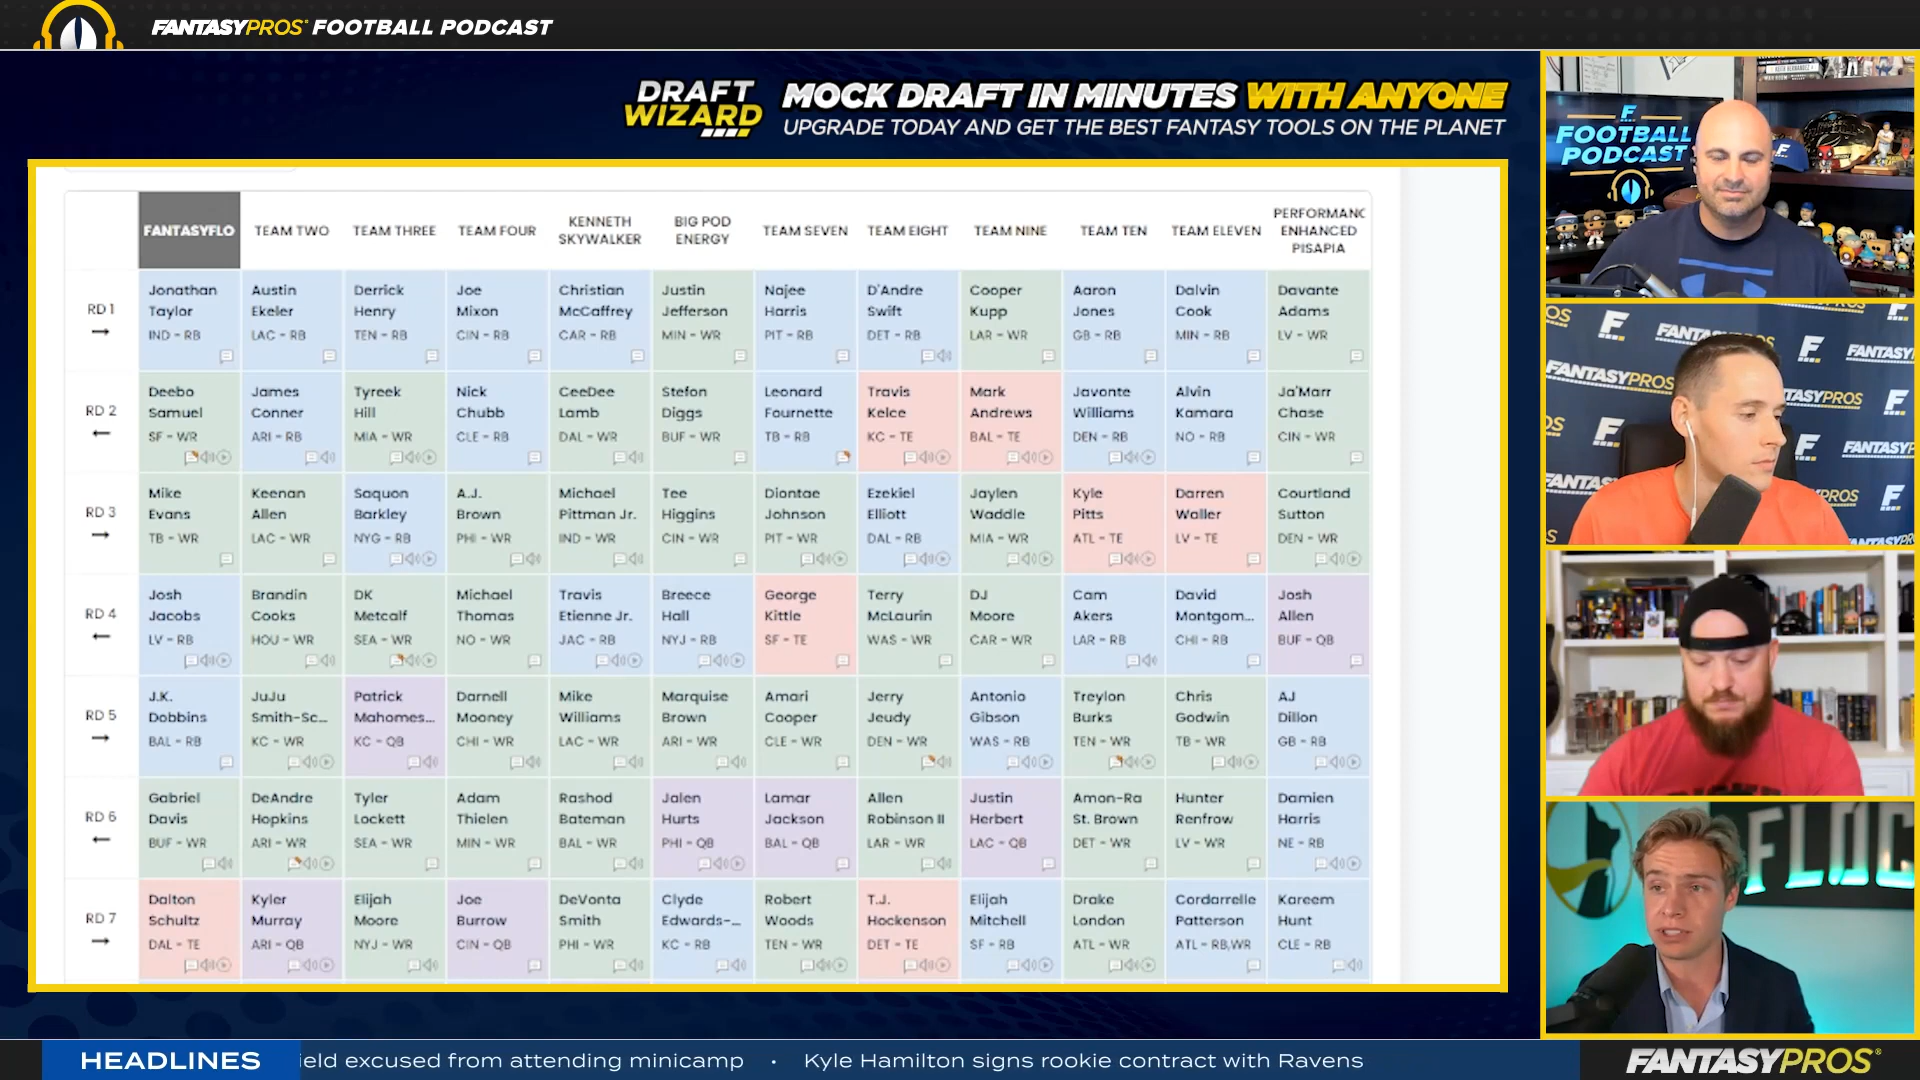 FANTASYPROS FOOTBALL PODCAST
DRAFT WIZARD
MOCK DRAFT IN MINUTES WITH ANYONE
UPGRADE TODAY AND GET THE BEST FANTASY TOOLS ON THE PLANET
FANTASYFLO TEAM TWO TEAM THREE TEAM FOUR KENNETH SKYWALKER BIG POD ENERGY TEAM SEVEN TEAM EIGHT TEAM NINE TEAM TEN TEAM ELEVEN PERFORMANC ENHANCED PISAPIA
RD 1
Jonathan Taylor Austin Ekeler Derrick Henry Joe Mixon Christian McCaffrey Justin Jefferson Najee Harris D'Andre Swift Cooper Kupp Aaron Jones Dalvin Cook Davante Adams
IND - RB LAC - RB TEN - RB CIN - RB CAR - RB MIN - WR PIT - RB DET - RB LAR - WR GB - RB MIN - RB LV - WR
RD 2
Deebo Samuel James Conner Tyreek Hill Nick Chubb CeeDee Lamb Stefon Diggs Leonard Fournette Travis Kelce Mark Andrews Javonte Williams Alvin Kamara Ja'Marr Chase
SF - WR ARI - RB MIA - WR CLE - RB DAL - WR BUF - WR TB - RB KC - TE BAL - TE DEN - RB NO - RB CIN - WR
RD 3
Mike Evans Keenan Allen Saquon Barkley A.J. Brown Michael Pittman Jr. Tee Higgins Diontae Johnson Ezekiel Elliott Jaylen Waddle Kyle Pitts Darren Waller Courtland Sutton
TB - WR LAC - WR NYG - RB PHI - WR IND - WR CIN - WR PIT - WR DAL - RB MIA - WR ATL - TE LV - TE DEN - WR
RD 4
Josh Jacobs Brandin Cooks DK Metcalf Michael Thomas Travis Etienne Jr. Breece Hall George Kittle Terry McLaurin DJ Moore Cam Akers David Montgom... Josh Allen
LV - RB HOU - WR SEA - WR NO - WR JAC - RB NYJ - RB SF - TE WAS - WR CAR - WR LAR - RB CHI - RB BUF - QB
RD 5
J.K. Dobbins JuJu Smith-Sc... Patrick Mahomes... Darnell Mooney Mike Williams Marquise Brown Amari Cooper Jerry Jeudy Antonio Gibson Treylon Burks Chris Godwin AJ Dillon
BAL - RB KC - WR KC - QB CHI - WR LAC - WR ARI - WR CLE - WR DEN - WR WAS - RB TEN - WR TB - WR GB - RB
RD 6
Gabriel Davis DeAndre Hopkins Tyler Lockett Adam Thielen Rashod Bateman Jalen Hurts Lamar Jackson Allen Robinson II Justin Herbert Amon-Ra St. Brown Hunter Renfrow Damien Harris
BUF - WR ARI - WR SEA - WR MIN - WR BAL - WR PHI - QB BAL - QB LAR - WR LAC - QB DET - WR LV - WR NE - RB
RD 7
Dalton Schultz Kyler Murray Elijah Moore Joe Burrow DeVonta Smith Clyde Edwards-... Robert Woods T.J. Hockenson Elijah Mitchell Drake London Cordarrelle Patterson Kareem Hunt
DAL - TE ARI - QB NYJ - WR CIN - QB PHI - WR KC - RB TEN - WR DET - TE SF - RB ATL - WR ATL - RB,WR CLE - RB
FOOTBALL PODCAST
FLOC
HEADLINES
ield excused from attending minicamp • Kyle Hamilton signs rookie contract with Ravens
FANTASYPROS